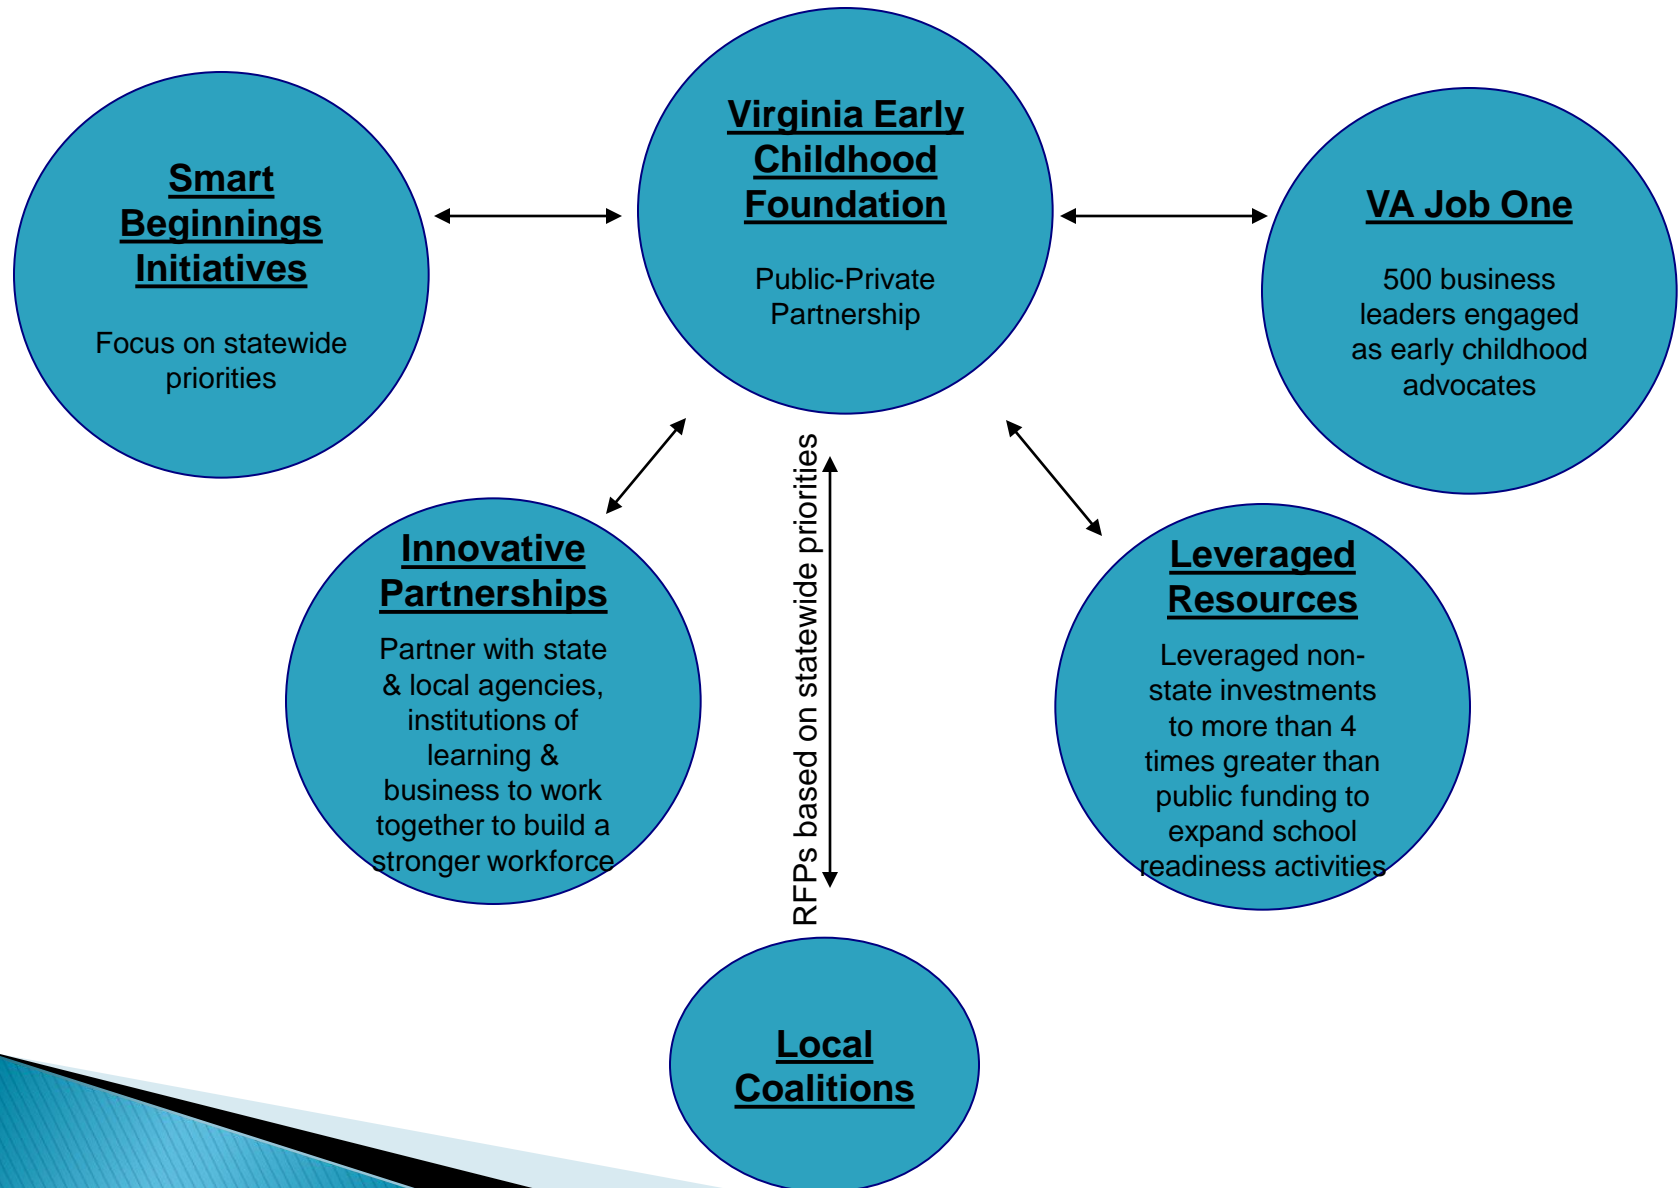 Smart
Beginnings
Initiatives
Focus on statewide
priorities
Virginia Early
Childhood
Foundation
Public-Private
Partnership
VA Job One
500 business
leaders engaged
as early childhood
advocates
Innovative
Partnerships
Partner with state
& local agencies,
institutions of
learning &
business to work
together to build a
stronger workforce
RFPs based on statewide priorities
Leveraged
Resources
Leveraged non-
state investments
to more than 4
times greater than
public funding to
expand school
readiness activities
Local
Coalitions